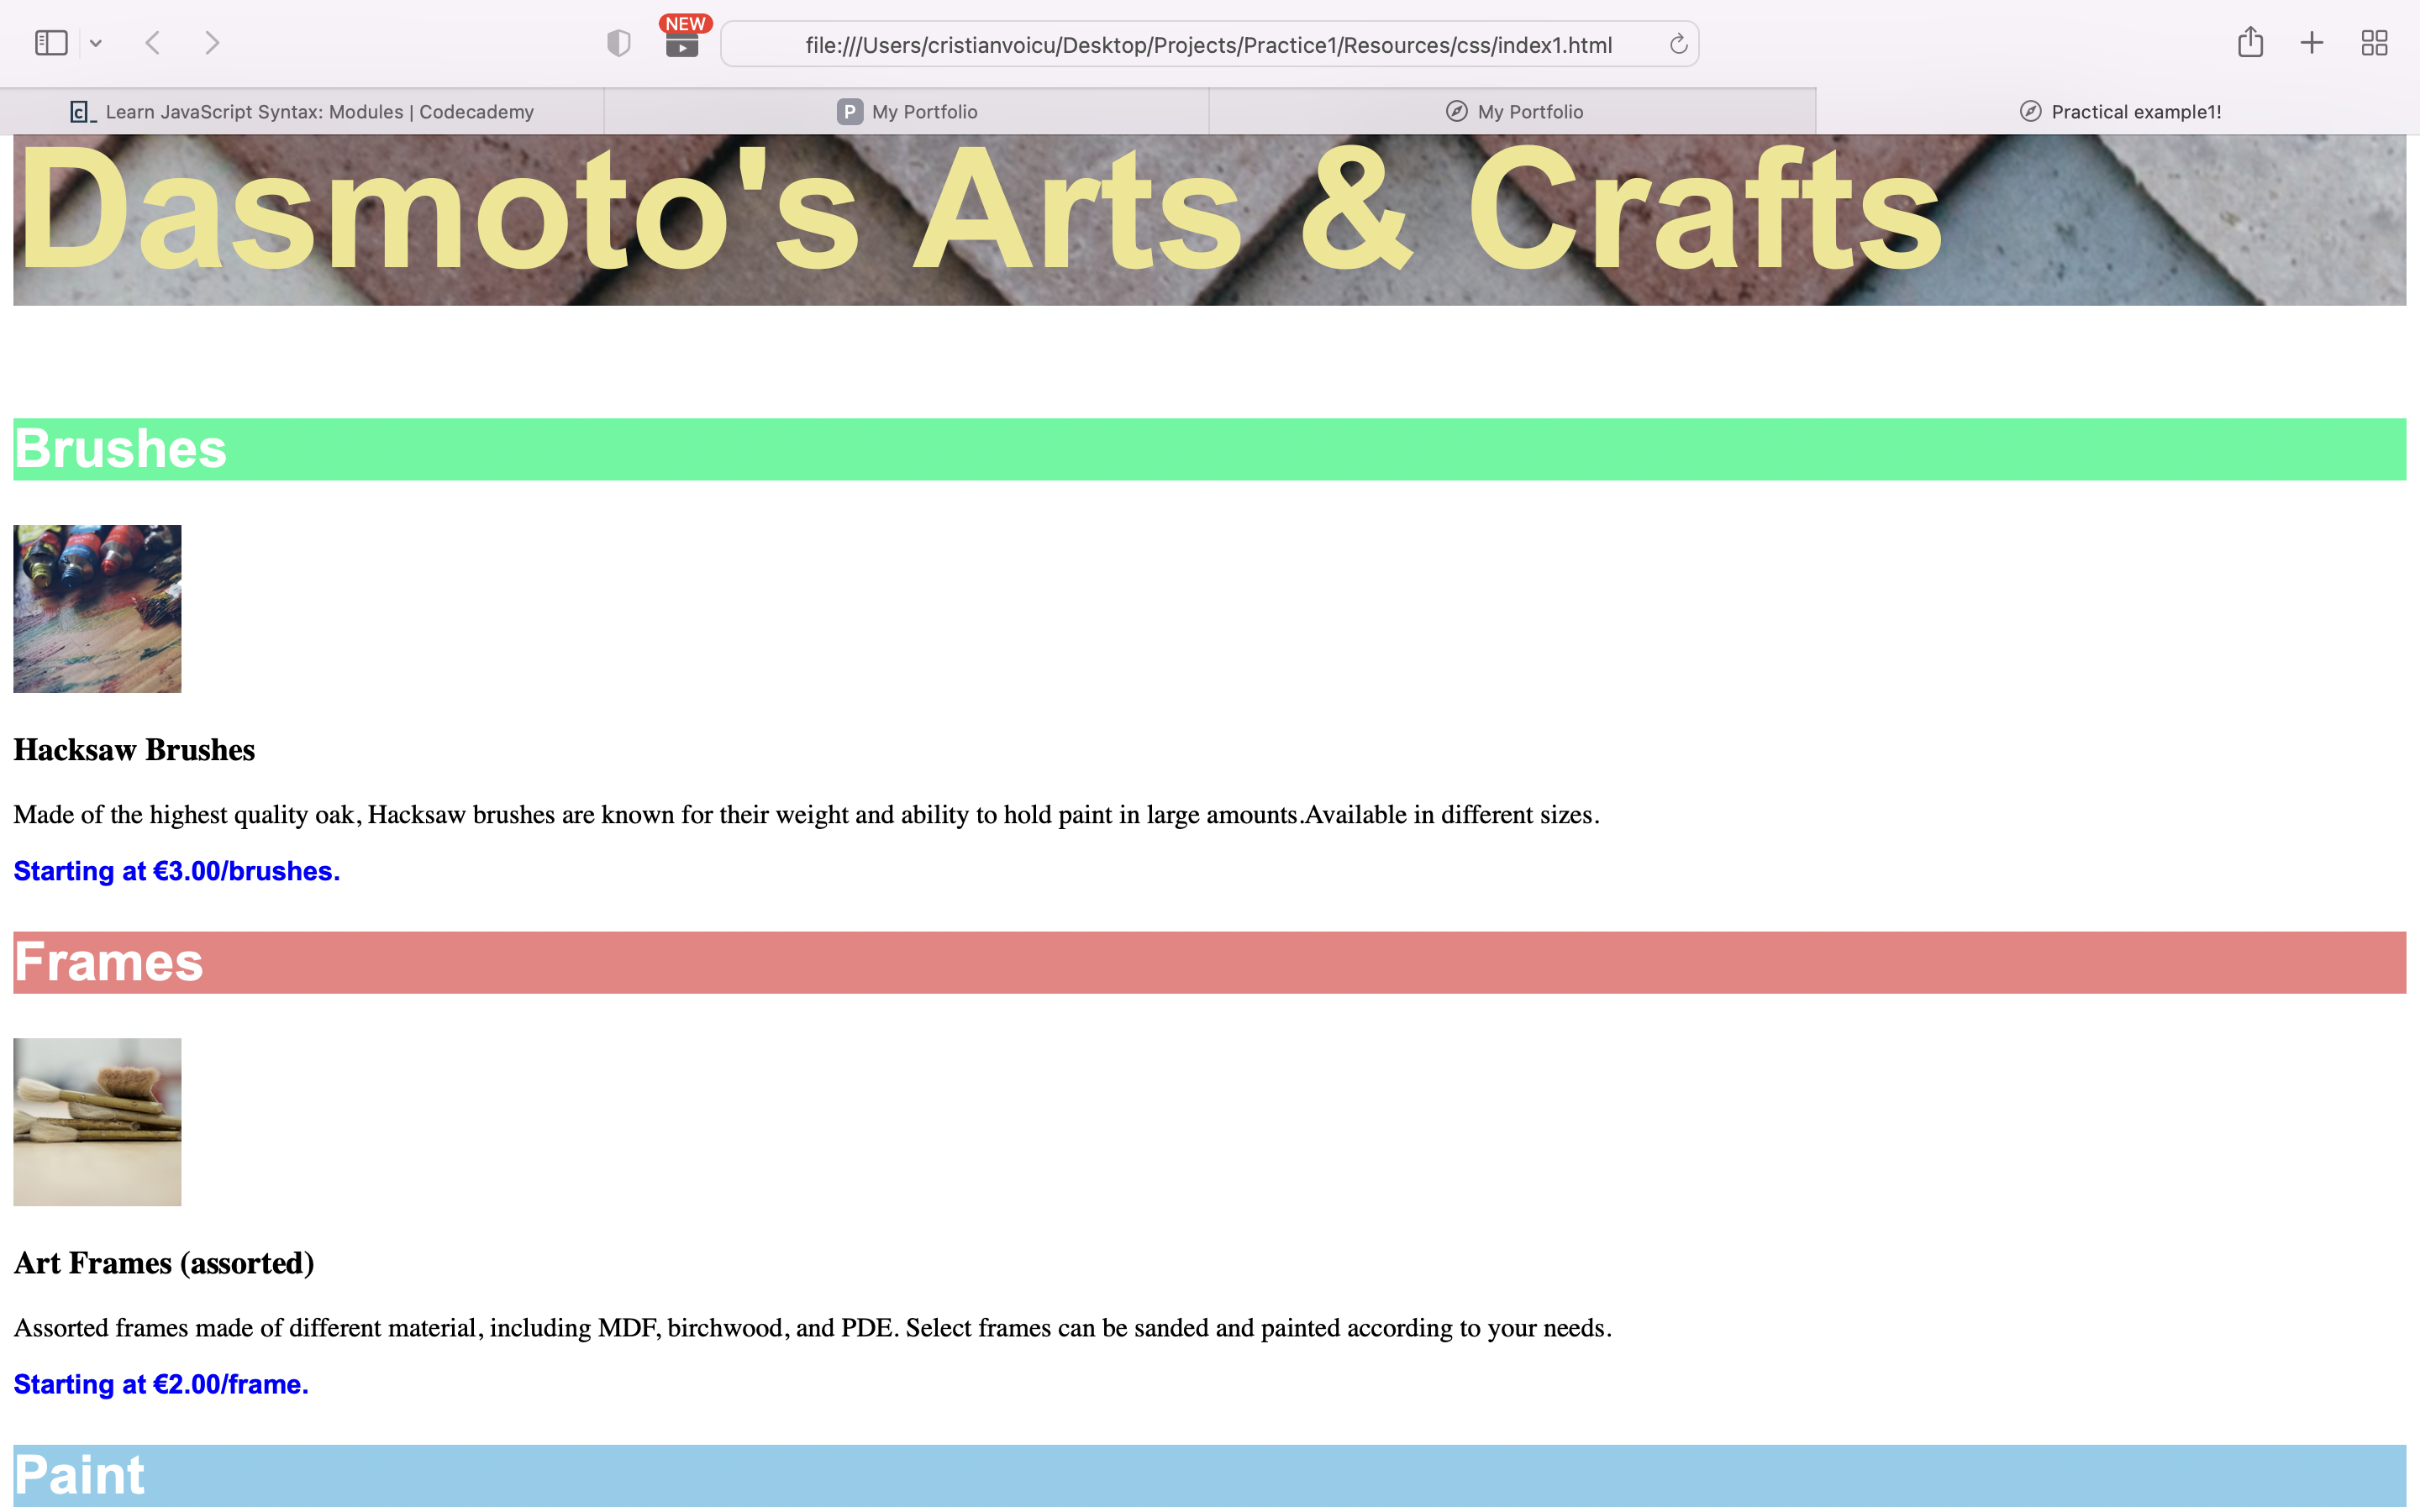 NEW
file:///Users/cristianvoicu/Desktop/Projects/Practice1/Resources/css/index1.html
Learn JavaScript Syntax: Modules | Codecademy
P My Portfolio
My Portfolio
Practical example1!
Dasmoto's Arts & Crafts
Brushes
Hacksaw Brushes
Made of the highest quality oak, Hacksaw brushes are known for their weight and ability to hold paint in large amounts.Available in different sizes.
Starting at €3.00/brushes.
Frames
Art Frames (assorted)
Assorted frames made of different material, including MDF, birchwood, and PDE. Select frames can be sanded and painted according to your needs.
Starting at €2.00/frame.
Paint